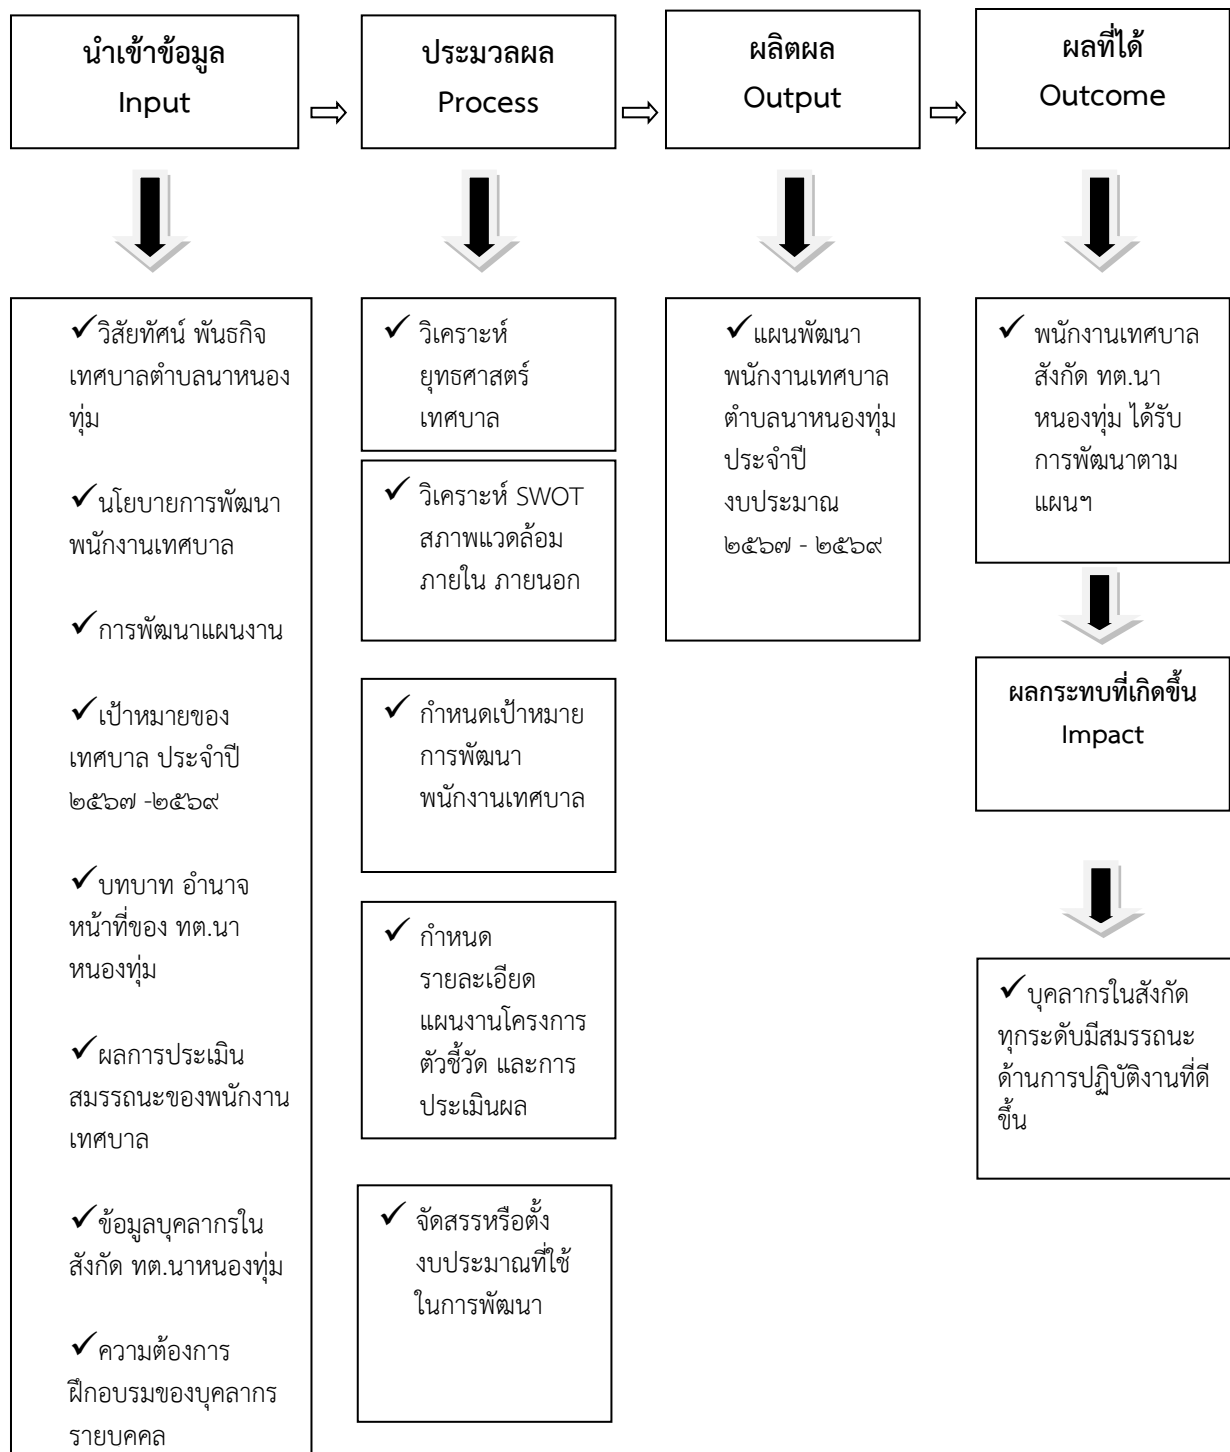 นำเข้าข้อมูล
Input
ประมวลผล
Process
ผลิตผล
Output
ผลที่ได้
Outcome
✓วิสัยทัศน์ พันธกิจ
เทศบาลตำบลนาหนอง
ทุ่ม
✓นโยบายการพัฒนา
พนักงานเทศบาล
✓การพัฒนาแผนงาน
✓เป้าหมายของ
เทศบาล ประจำปี
๒๕๖๗ -๒๕๖๙
✓บทบาท อำนาจ
หน้าที่ของ ทต.นา
หนองทุ่ม
✓ผลการประเมิน
สมรรถนะของพนักงาน
เทศบาล
✓ข้อมูลบุคลากรใน
สังกัด ทต.นาหนองทุ่ม
✓ความต้องการ
ฝึกอบรมของบุคลากร
รายบุคคล
✓ วิเคราะห์
ยุทธศาสตร์
เทศบาล
✓ วิเคราะห์ SWOT
สภาพแวดล้อม
ภายใน ภายนอก
✓ กำหนดเป้าหมาย
การพัฒนา
พนักงานเทศบาล
✓ กำหนด
รายละเอียด
แผนงานโครงการ
ตัวชี้วัด และการ
ประเมินผล
✓ จัดสรรหรือตั้ง
งบประมาณที่ใช้
ในการพัฒนา
✓แผนพัฒนา
พนักงานเทศบาล
ตำบลนาหนองทุ่ม
ประจำปี
งบประมาณ
๒๕๖๗ - ๒๕๖๙
✓ พนักงานเทศบาล
สังกัด ทต.นา
หนองทุ่ม ได้รับ
การพัฒนาตาม
แผนฯ
ผลกระทบที่เกิดขึ้น
Impact
✓บุคลากรในสังกัด
ทุกระดับมีสมรรถนะ
ด้านการปฏิบัติงานที่ดี
ขึ้น